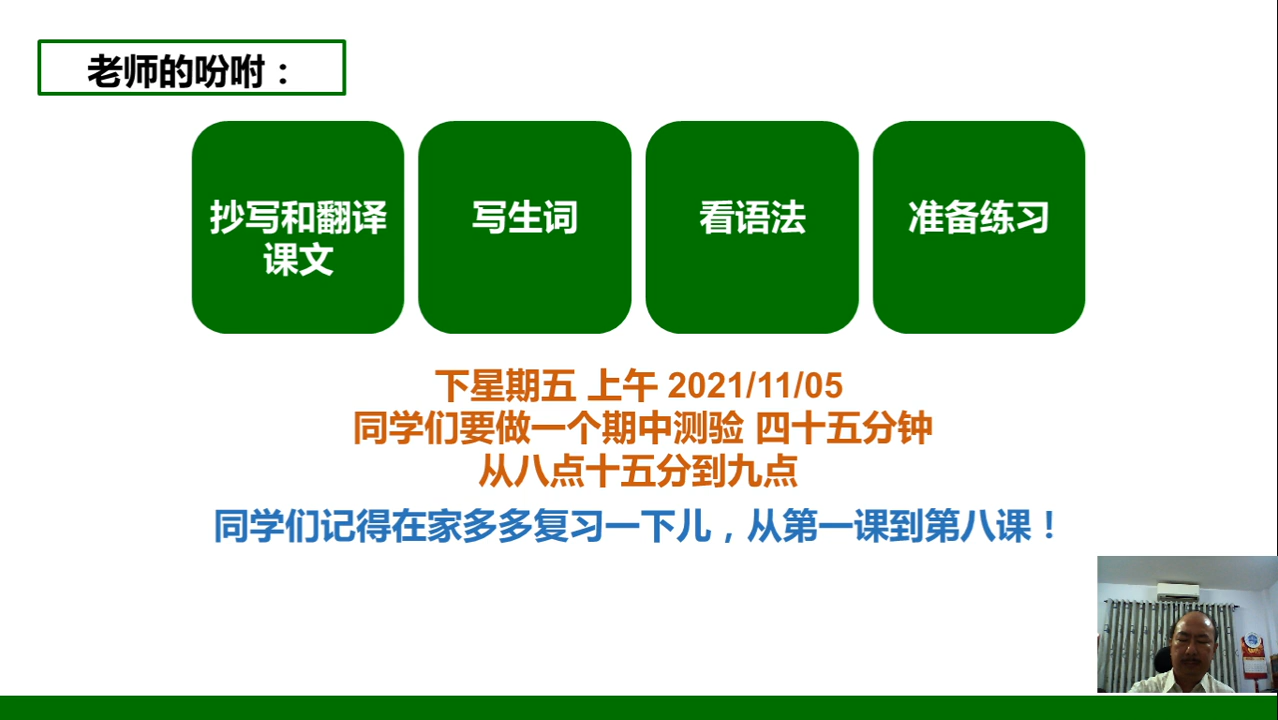 老师的吩咐：
抄写和翻译
课文
写生词
看语法
准备练习
下星期五 上午 2021/11/05
同学们要做一个期中测验 四十五分钟
从八点十五分到九点
同学们记得在家多多复习一下儿，从第一课到第八课！